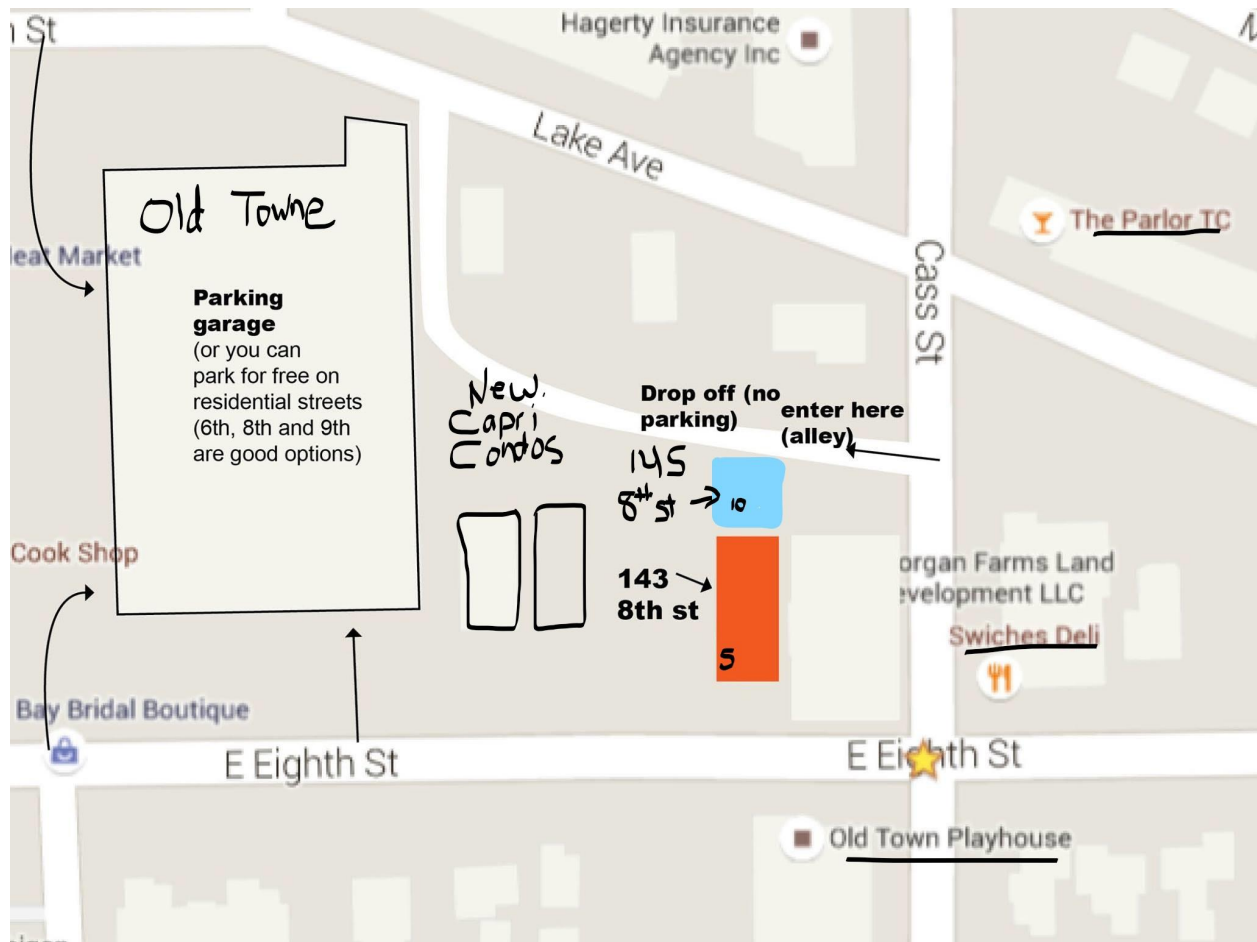 St
Hagerty Insurance
Agency Inc
Lake Ave
Old Towne
The Parlor TC
eat Market
Cass St
Parking
garage
(or you can
park for free on
residential streets
(6th, 8th and 9th
are good options)
New
Capri
Condos
Drop off (no
parking)
enter here
(alley)
145
8th st
10
143
8th st
5
Cook Shop
organ Farms Land
evelopment LLC
Swiches Deli
Bay Bridal Boutique
E Eighth St
E Eighth St
Old Town Playhouse